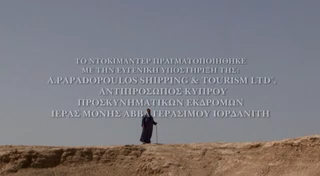 ΤΟ ΝΤΟΚΙΜΑΝΤΕΡ ΠΡΑΓΜΑΤΟΠΟΙΗΘΗΚΕ
ΜΕ ΤΗΝ ΕΥΓΕΝΙΚΗ ΥΠΟΣΤΗΡΙΞΗ ΤΗΣ:
A.PAPADOPOULOS SHIPPING & TOURISM LTD',
ΑΝΤΙΠΡΟΣΩΠΟΣ ΚΥΠΡΟΥ
ΠΡΟΣΚΥΝΗΜΑΤΙΚΩΝ ΕΚΔΡΟΜΩΝ
ΙΕΡΑΣ ΜΟΝΗΣ ΑΒΒΑ ΓΕΡΑΣΙΜΟΥ ΙΟΡΔΑΝΙΤΗ